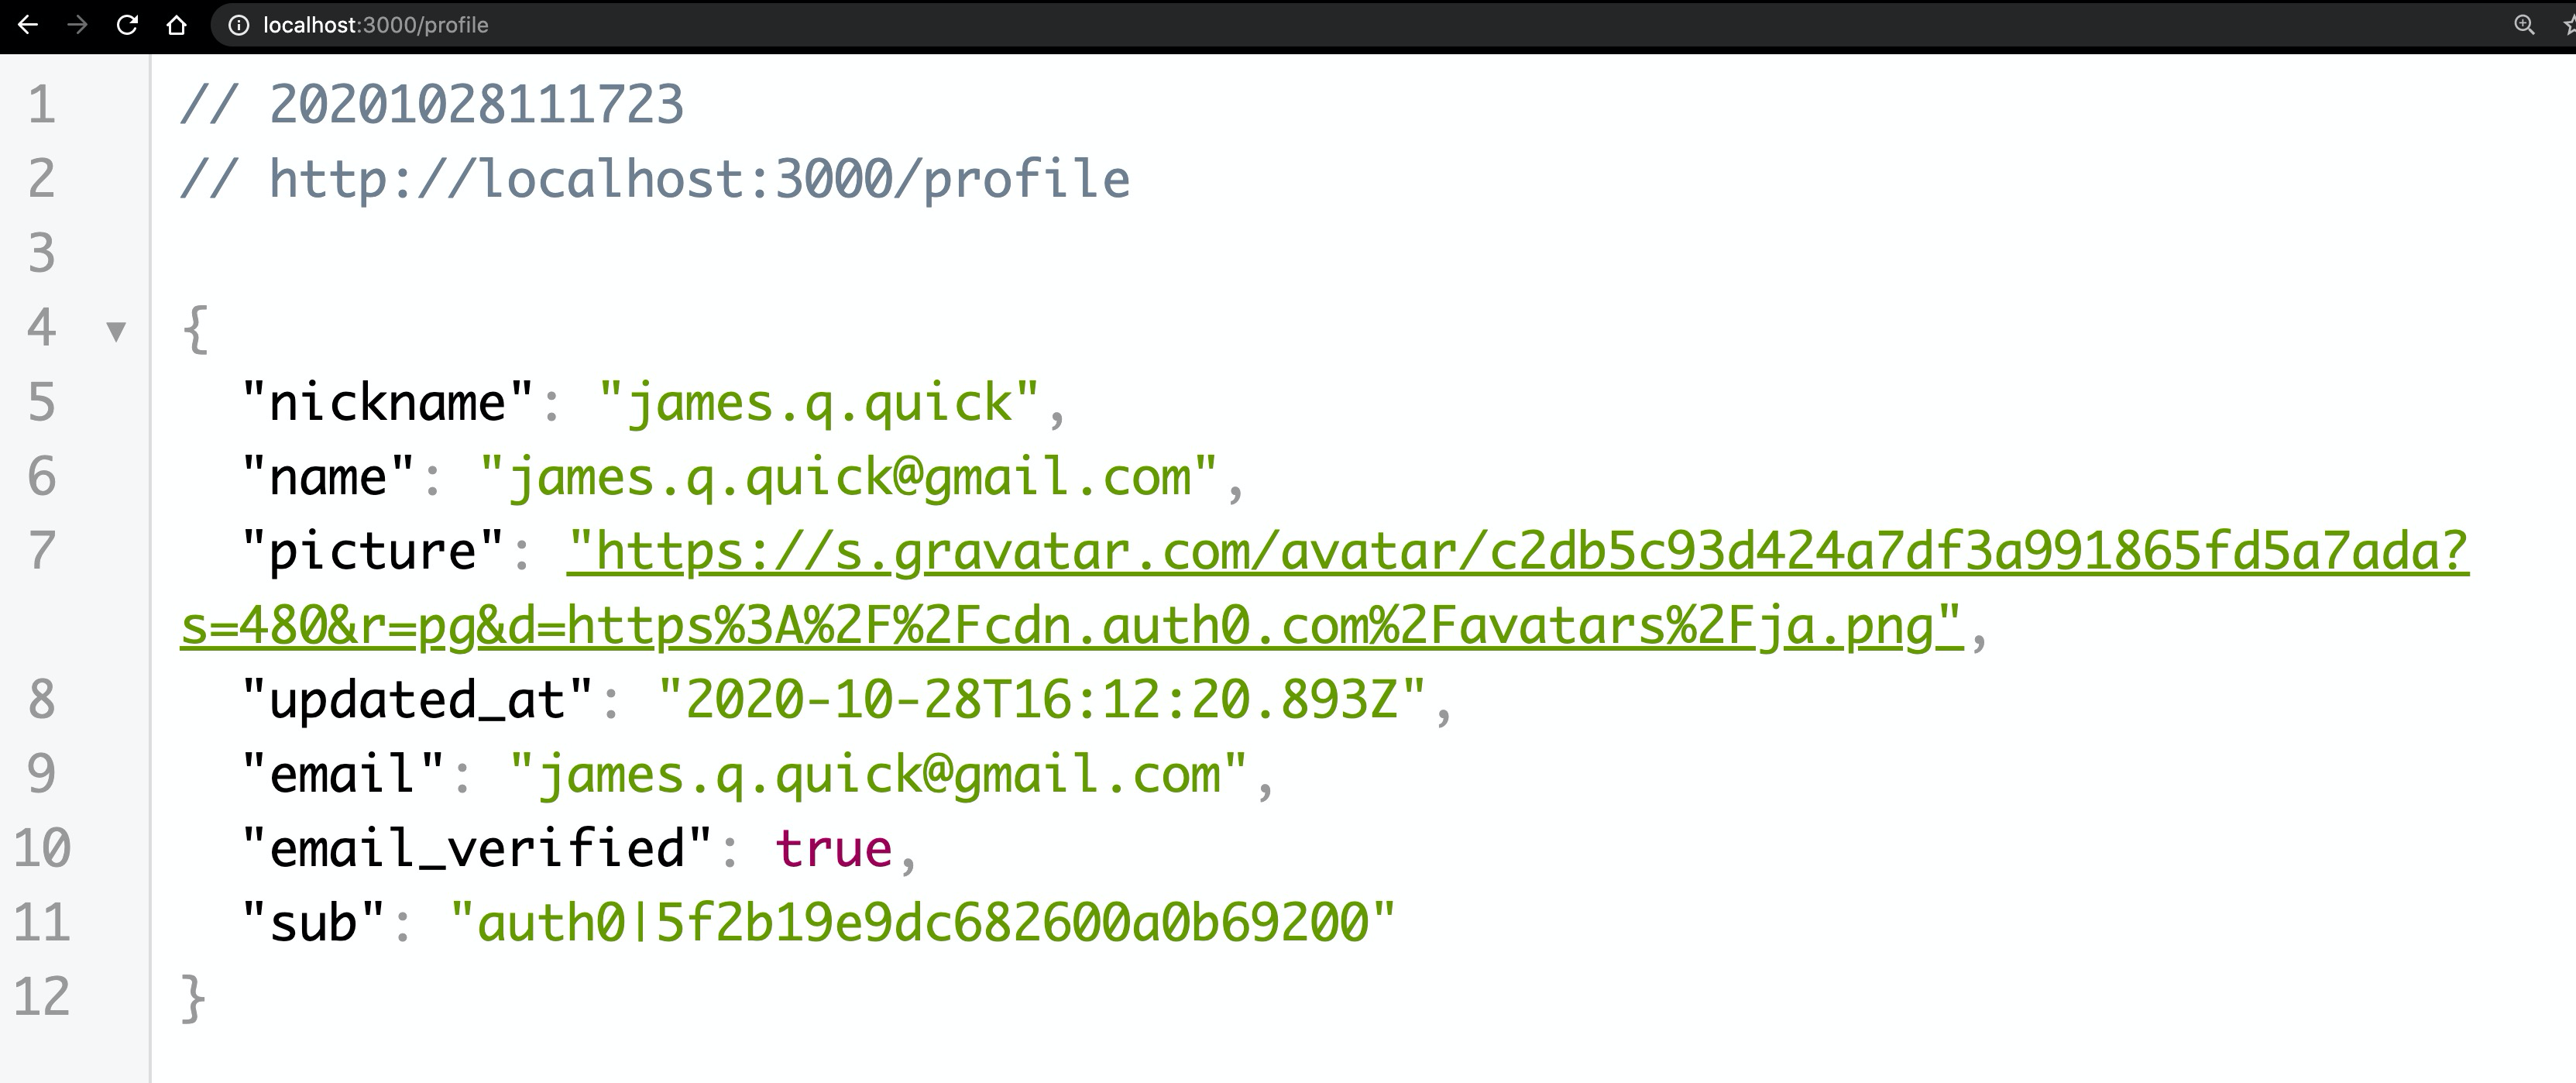 localhost:3000/profile
1 // 20201028111723
2 // http://localhost:3000/profile
3
4 {
5 "nickname": "james.q.quick",
6 "name": "james.q.quick@gmail.com",
7 "picture": "https://s.gravatar.com/avatar/c2db5c93d424a7df3a991865fd5a7ada?
s=480&r=pg&d=https%3A%2F%2Fcdn.auth0.com%2Favatars%2Fja.png",
8 "updated_at": "2020-10-28T16:12:20.893Z",
9 "email": "james.q.quick@gmail.com",
10 "email_verified": true,
11 "sub": "auth0|5f2b19e9dc682600a0b69200"
12 }